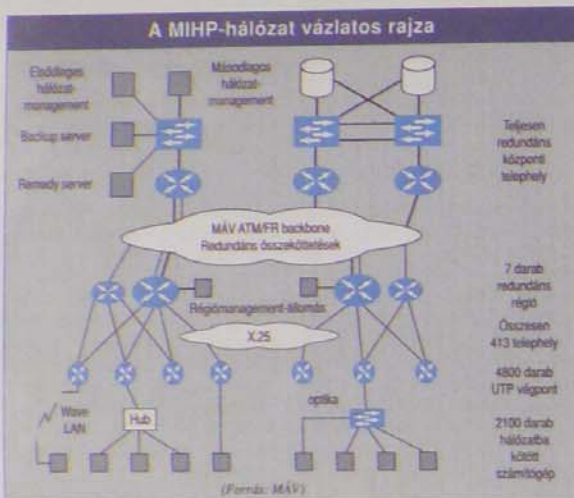 A MIHP-hálózat vázlatos rajza
Elsődleges
hálózat-
management
Másodlagos
hálózat-
management
Backup server
Remedy server
Teljesen
redundáns
központi
telephely
MÁV ATM/FR backbone
Redundáns összeköttetések
7 darab
redundáns
régió
Régiómanagement-állomás
X.25
Összesen
413 telephely
4800 darab
UTP végpont
optika
Wave
LAN
Hub
2100 darab
hálózatba
kötött
számítógép
(Forrás: MÁV)